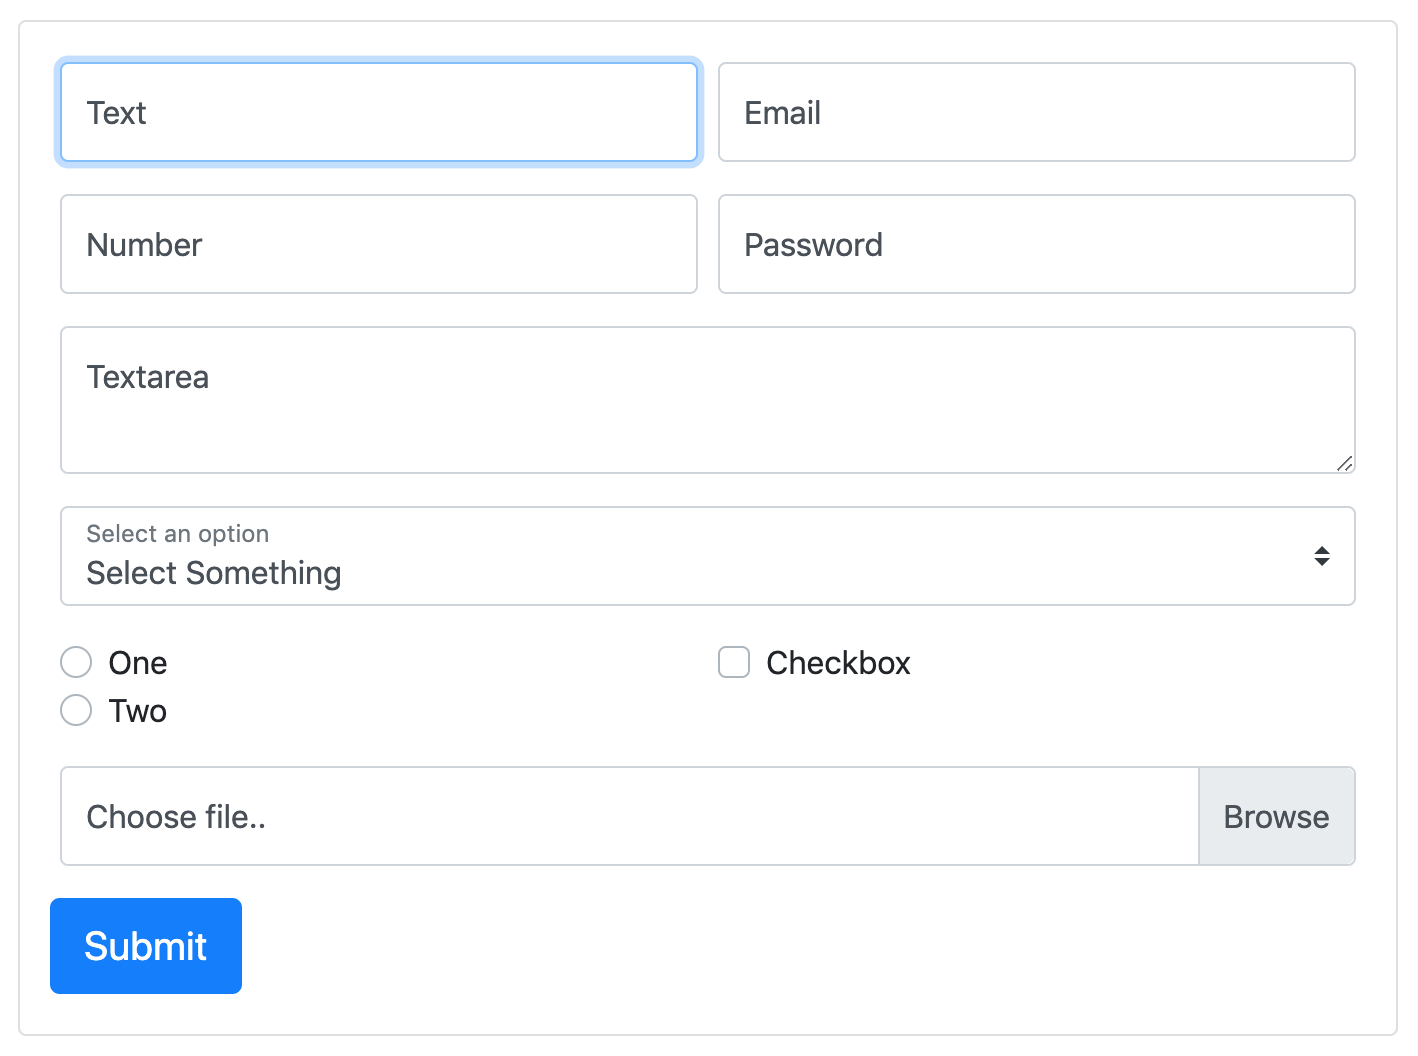 Text
Email
Number
Password
Textarea
Select an option
Select Something
One
Checkbox
Two
Choose file..
Browse
Submit